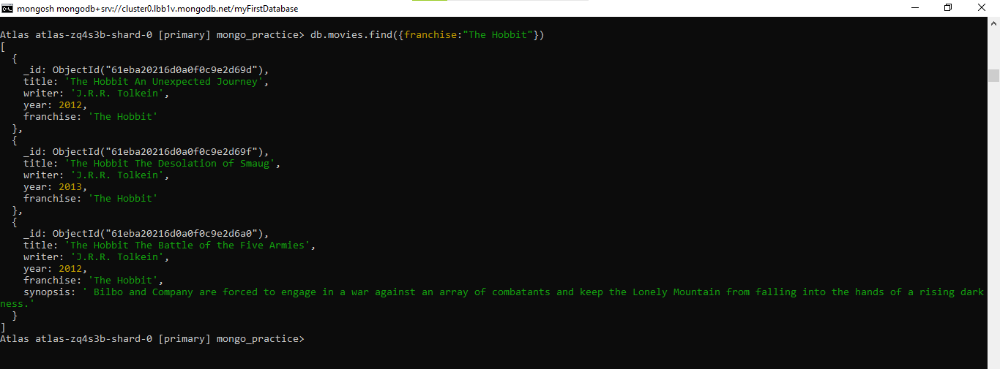 mongosh mongodb+srv://cluster0.lbb1v.mongodb.net/myFirstDatabase
Atlas atlas-zq4s3b-shard-0 [primary] mongo_practice> db.movies.find({franchise:"The Hobbit"})
[
  {
    _id: ObjectId("61eba20216d0a0f0c9e2d69d"),
    title: 'The Hobbit An Unexpected Journey',
    writer: 'J.R.R. Tolkein',
    year: 2012,
    franchise: 'The Hobbit'
  },
  {
    _id: ObjectId("61eba20216d0a0f0c9e2d69f"),
    title: 'The Hobbit The Desolation of Smaug',
    writer: 'J.R.R. Tolkein',
    year: 2013,
    franchise: 'The Hobbit'
  },
  {
    _id: ObjectId("61eba20216d0a0f0c9e2d6a0"),
    title: 'The Hobbit The Battle of the Five Armies',
    writer: 'J.R.R. Tolkein',
    year: 2012,
    franchise: 'The Hobbit',
    synopsis: ' Bilbo and Company are forced to engage in a war against an array of combatants and keep the Lonely Mountain from falling into the hands of a rising dark
ness.'
  }
]
Atlas atlas-zq4s3b-shard-0 [primary] mongo_practice>